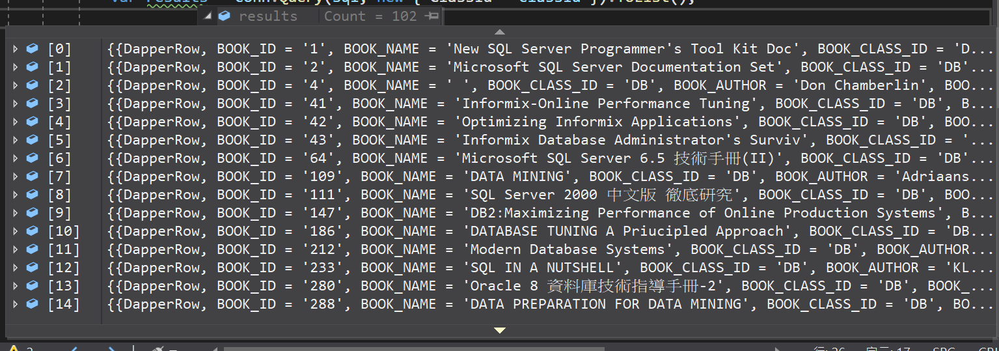 var results = conn.Query(sql, new { ClassId = classId }).ToList();
results Count = 102
[0] {{DapperRow, BOOK_ID = '1', BOOK_NAME = 'New SQL Server Programmer's Tool Kit Doc', BOOK_CLASS_ID = 'D...
[1] {{DapperRow, BOOK_ID = '2', BOOK_NAME = 'Microsoft SQL Server Documentation Set', BOOK_CLASS_ID = 'DB'...
[2] {{DapperRow, BOOK_ID = '4', BOOK_NAME = ' ', BOOK_CLASS_ID = 'DB', BOOK_AUTHOR = 'Don Chamberlin', BOO...
[3] {{DapperRow, BOOK_ID = '41', BOOK_NAME = 'Informix-Online Performance Tuning', BOOK_CLASS_ID = 'DB', B...
[4] {{DapperRow, BOOK_ID = '42', BOOK_NAME = 'Optimizing Informix Applications', BOOK_CLASS_ID = 'DB', BOO...
[5] {{DapperRow, BOOK_ID = '43', BOOK_NAME = 'Informix Database Administrator's Surviv', BOOK_CLASS_ID = '...
[6] {{DapperRow, BOOK_ID = '64', BOOK_NAME = 'Microsoft SQL Server 6.5 技術手冊(II)', BOOK_CLASS_ID = 'DB'...
[7] {{DapperRow, BOOK_ID = '109', BOOK_NAME = 'DATA MINING', BOOK_CLASS_ID = 'DB', BOOK_AUTHOR = 'Adriaans...
[8] {{DapperRow, BOOK_ID = '111', BOOK_NAME = 'SQL Server 2000 中文版 徹底研究', BOOK_CLASS_ID = 'DB', BOO...
[9] {{DapperRow, BOOK_ID = '147', BOOK_NAME = 'DB2:Maximizing Performance of Online Production Systems', B...
[10] {{DapperRow, BOOK_ID = '186', BOOK_NAME = 'DATABASE TUNING A Priucipled Approach', BOOK_CLASS_ID = 'DB...
[11] {{DapperRow, BOOK_ID = '212', BOOK_NAME = 'Modern Database Systems', BOOK_CLASS_ID = 'DB', BOOK_AUTHOR...
[12] {{DapperRow, BOOK_ID = '233', BOOK_NAME = 'SQL IN A NUTSHELL', BOOK_CLASS_ID = 'DB', BOOK_AUTHOR = 'KL...
[13] {{DapperRow, BOOK_ID = '280', BOOK_NAME = 'Oracle 8 資料庫技術指導手冊-2', BOOK_CLASS_ID = 'DB', BOOK_...
[14] {{DapperRow, BOOK_ID = '288', BOOK_NAME = 'DATA PREPARATION FOR DATA MINING', BOOK_CLASS_ID = 'DB', BO...